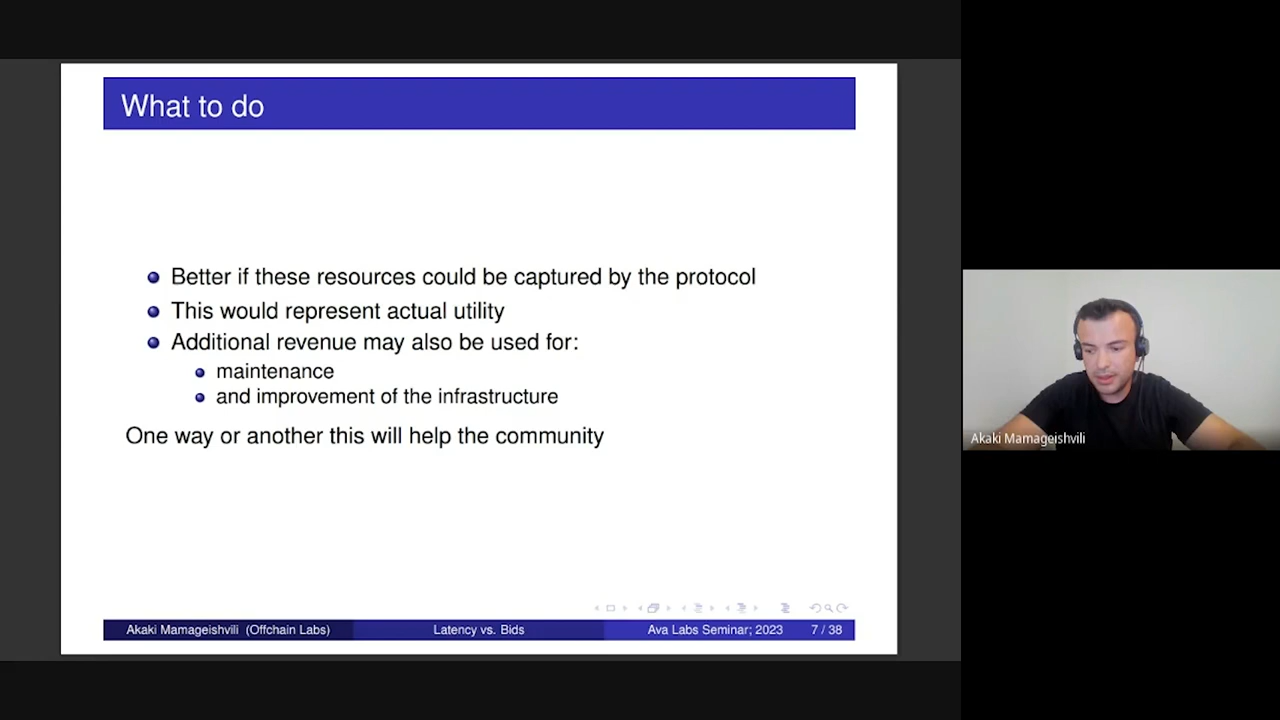 What to do
Better if these resources could be captured by the protocol
This would represent actual utility
Additional revenue may also be used for:
maintenance
and improvement of the infrastructure
One way or another this will help the community
Akaki Mamageishvili (Offchain Labs) Latency vs. Bids Ava Labs Seminar; 2023 7 / 38
Akaki Mamageishvili